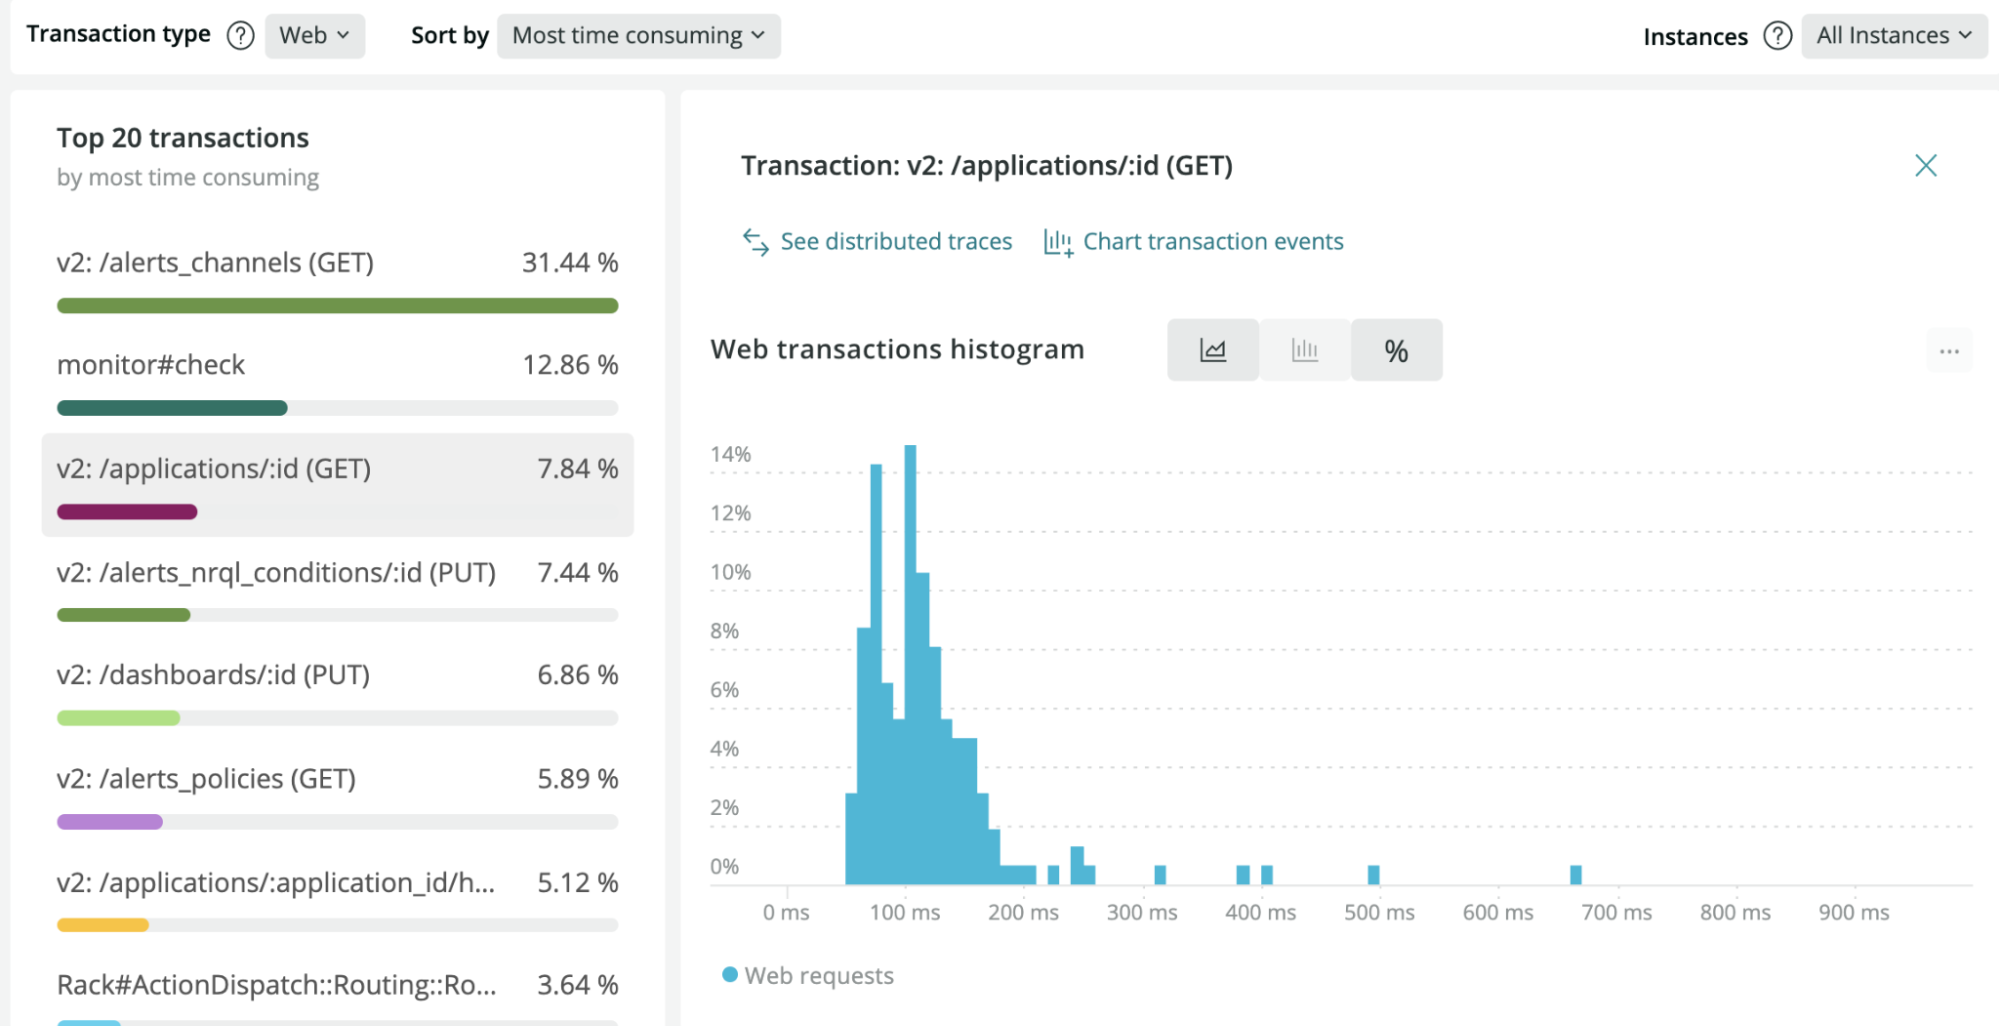 Transaction type ? Web Sort by Most time consuming Instances ? All Instances
Top 20 transactions
by most time consuming
v2: /alerts_channels (GET) 31.44 %
monitor#check 12.86 %
v2: /applications/:id (GET) 7.84 %
v2: /alerts_nrql_conditions/:id (PUT) 7.44 %
v2: /dashboards/:id (PUT) 6.86 %
v2: /alerts_policies (GET) 5.89 %
v2: /applications/:application_id/h... 5.12 %
Rack#ActionDispatch::Routing::Ro... 3.64 %
Transaction: v2: /applications/:id (GET)
See distributed traces Chart transaction events
Web transactions histogram %
14%
12%
10%
8%
6%
4%
2%
0%
0 ms 100 ms 200 ms 300 ms 400 ms 500 ms 600 ms 700 ms 800 ms 900 ms
Web requests